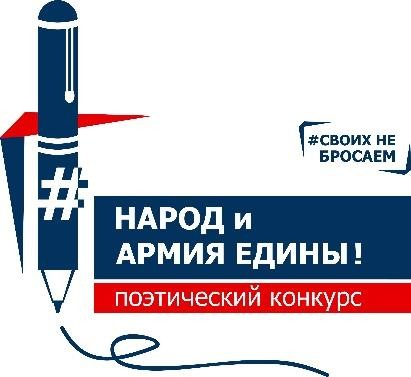 #СВОИХ НЕ
БРОСАЕМ
#
НАРОД и
АРМИЯ ЕДИНЫ!
поэтический конкурс